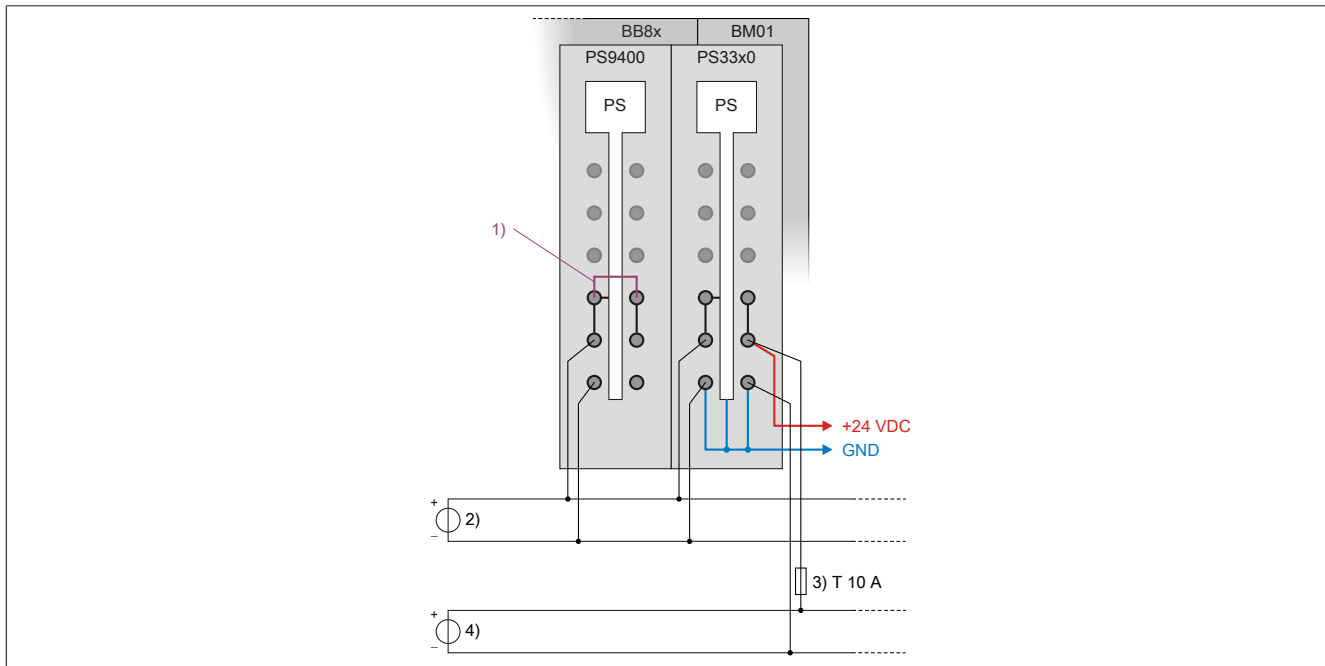 BB8x BM01
PS9400 PS33x0
PS PS
1)
+24 VDC
GND
+
2)
–
3) T 10 A
+
4)
–